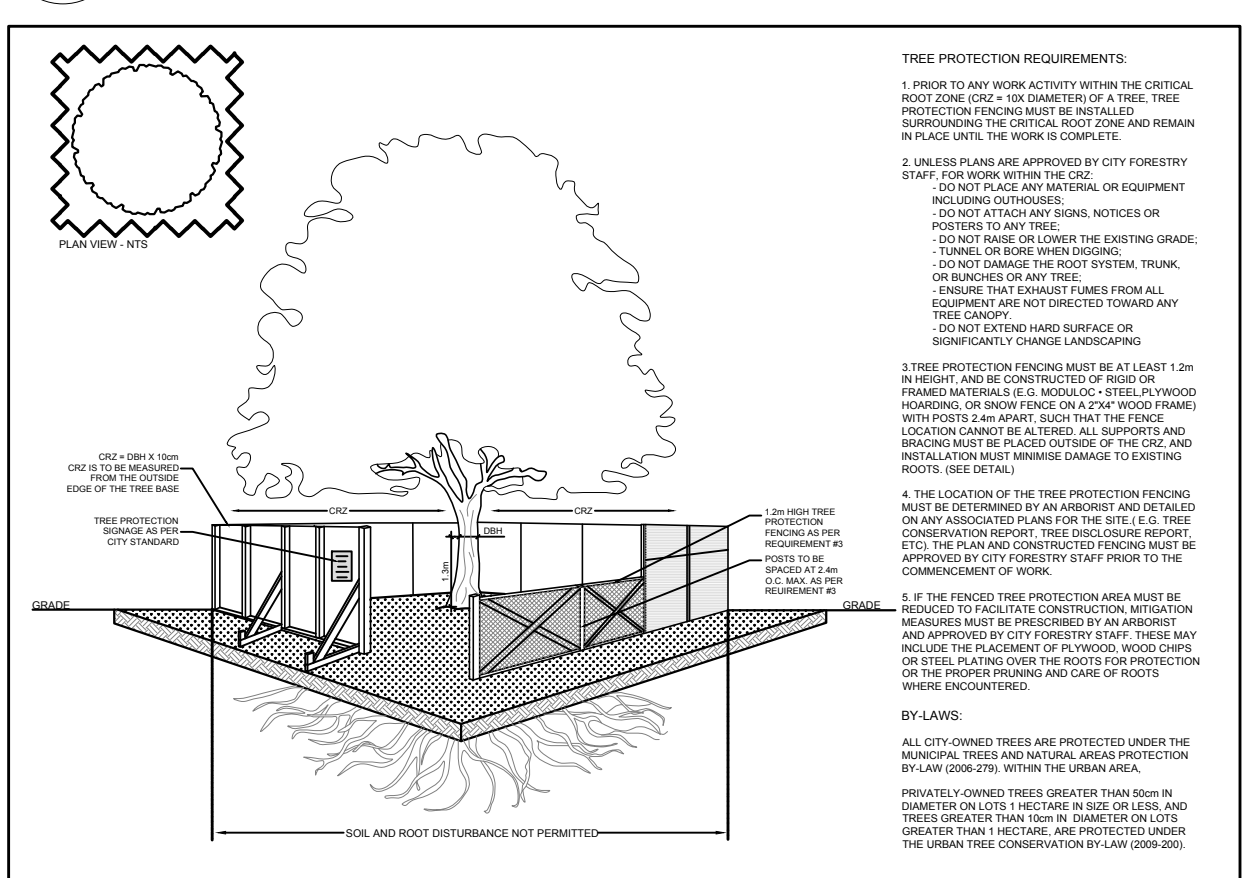 PLAN VIEW - NTS
CRZ = DBH X 10cm
CRZ IS TO BE MEASURED
FROM THE OUTSIDE
EDGE OF THE TREE BASE
TREE PROTECTION
SIGNAGE AS PER
CITY STANDARD
CRZ
CRZ
DBH
1.3m
1.2m HIGH TREE
PROTECTION
FENCING AS PER
REQUIREMENT #3
POSTS TO BE
SPACED AT 2.4m
O.C. MAX. AS PER
REUIREMENT #3
GRADE
GRADE
SOIL AND ROOT DISTURBANCE NOT PERMITTED
TREE PROTECTION REQUIREMENTS:
1. PRIOR TO ANY WORK ACTIVITY WITHIN THE CRITICAL
ROOT ZONE (CRZ = 10X DIAMETER) OF A TREE, TREE
PROTECTION FENCING MUST BE INSTALLED
SURROUNDING THE CRITICAL ROOT ZONE AND REMAIN
IN PLACE UNTIL THE WORK IS COMPLETE.
2. UNLESS PLANS ARE APPROVED BY CITY FORESTRY
STAFF, FOR WORK WITHIN THE CRZ:
- DO NOT PLACE ANY MATERIAL OR EQUIPMENT
INCLUDING OUTHOUSES;
- DO NOT ATTACH ANY SIGNS, NOTICES OR
POSTERS TO ANY TREE;
- DO NOT RAISE OR LOWER THE EXISTING GRADE;
- TUNNEL OR BORE WHEN DIGGING;
- DO NOT DAMAGE THE ROOT SYSTEM, TRUNK,
OR BUNCHES OR ANY TREE;
- ENSURE THAT EXHAUST FUMES FROM ALL
EQUIPMENT ARE NOT DIRECTED TOWARD ANY
TREE CANOPY.
- DO NOT EXTEND HARD SURFACE OR
SIGNIFICANTLY CHANGE LANDSCAPING
3.TREE PROTECTION FENCING MUST BE AT LEAST 1.2m
IN HEIGHT, AND BE CONSTRUCTED OF RIGID OR
FRAMED MATERIALS (E.G. MODULOC • STEEL,PLYWOOD
HOARDING, OR SNOW FENCE ON A 2"X4" WOOD FRAME)
WITH POSTS 2.4m APART, SUCH THAT THE FENCE
LOCATION CANNOT BE ALTERED. ALL SUPPORTS AND
BRACING MUST BE PLACED OUTSIDE OF THE CRZ, AND
INSTALLATION MUST MINIMISE DAMAGE TO EXISTING
ROOTS. (SEE DETAIL)
4. THE LOCATION OF THE TREE PROTECTION FENCING
MUST BE DETERMINED BY AN ARBORIST AND DETAILED
ON ANY ASSOCIATED PLANS FOR THE SITE.( E.G. TREE
CONSERVATION REPORT, TREE DISCLOSURE REPORT,
ETC). THE PLAN AND CONSTRUCTED FENCING MUST BE
APPROVED BY CITY FORESTRY STAFF PRIOR TO THE
COMMENCEMENT OF WORK.
5. IF THE FENCED TREE PROTECTION AREA MUST BE
REDUCED TO FACILITATE CONSTRUCTION, MITIGATION
MEASURES MUST BE PRESCRIBED BY AN ARBORIST
AND APPROVED BY CITY FORESTRY STAFF. THESE MAY
INCLUDE THE PLACEMENT OF PLYWOOD, WOOD CHIPS
OR STEEL PLATING OVER THE ROOTS FOR PROTECTION
OR THE PROPER PRUNING AND CARE OF ROOTS
WHERE ENCOUNTERED.
BY-LAWS:
ALL CITY-OWNED TREES ARE PROTECTED UNDER THE
MUNICIPAL TREES AND NATURAL AREAS PROTECTION
BY-LAW (2006-279). WITHIN THE URBAN AREA,
PRIVATELY-OWNED TREES GREATER THAN 50cm IN
DIAMETER ON LOTS 1 HECTARE IN SIZE OR LESS, AND
TREES GREATER THAN 10cm IN DIAMETER ON LOTS
GREATER THAN 1 HECTARE, ARE PROTECTED UNDER
THE URBAN TREE CONSERVATION BY-LAW (2009-200).